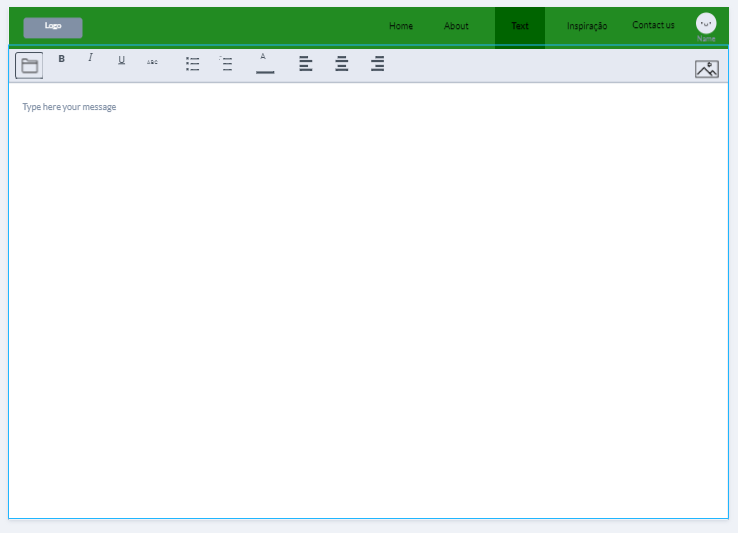 Logo
Home About Text Inspiração Contact us
Name
B I U ABC A
Type here your message